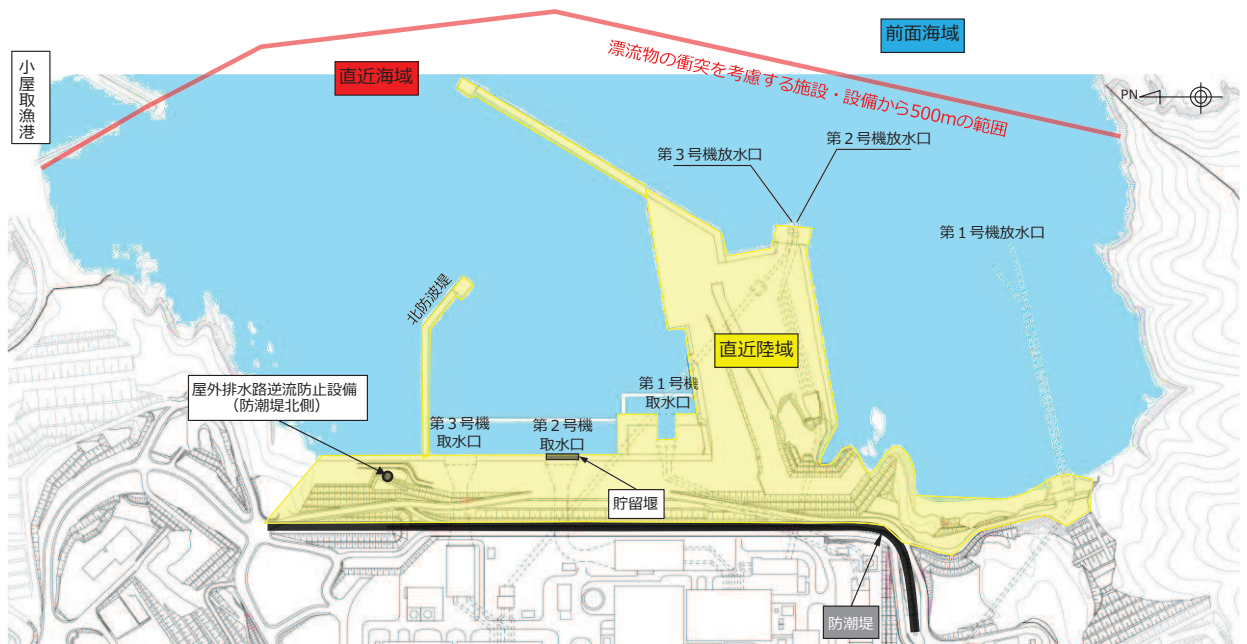 前面海域
小屋取漁港
直近海域
漂流物の衝突を考慮する施設・設備から500mの範囲
PN
第2号機放水口
第3号機放水口
第1号機放水口
北防波堤
直近陸域
屋外排水路逆流防止設備
（防潮堤北側）
第1号機
取水口
第3号機
取水口
第2号機
取水口
貯留堰
防潮堤